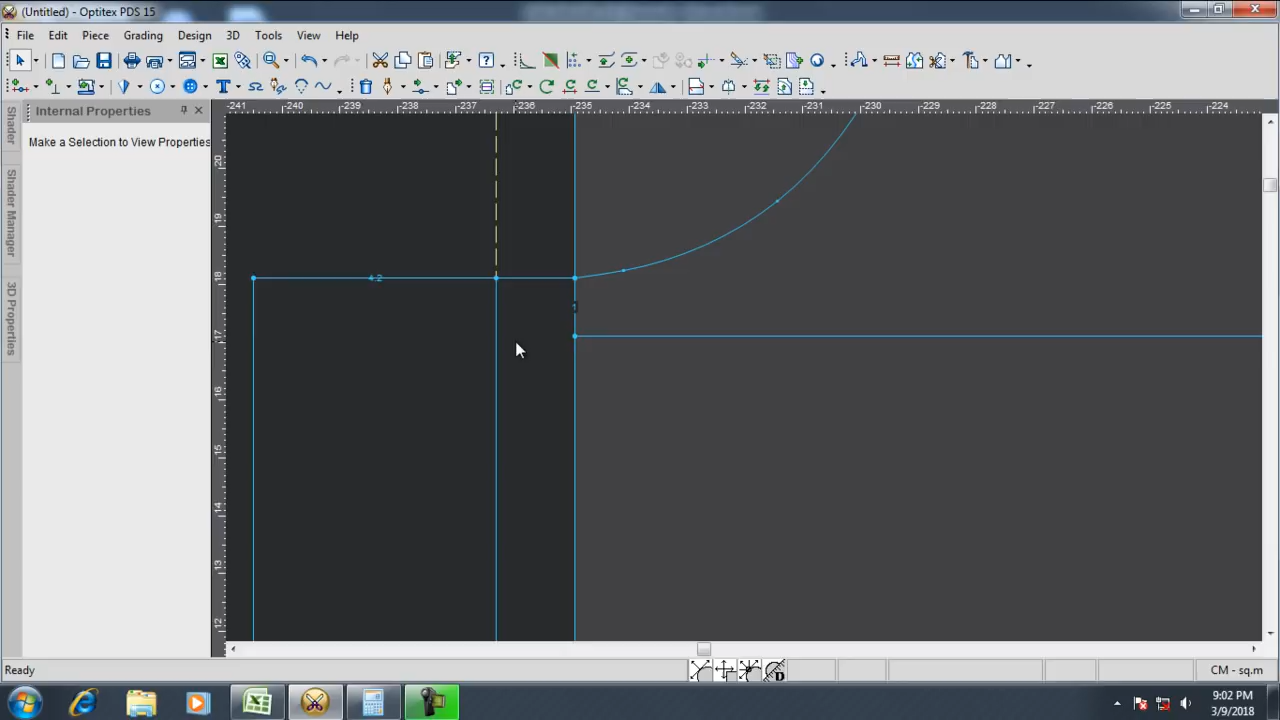 (Untitled) - Optitex PDS 15
File Edit Piece Grading Design 3D Tools View Help
Internal Properties
Make a Selection to View Properties
Shader
Shader Manager
3D Properties
-241 -240 -239 -238 -237 -236 -235 -234 -233 -232 -231 -230 -229 -228 -227 -226 -225 -224
20
19
18
17
16
15
14
13
12
4.2
1
Ready
CM - sq.m
9:02 PM
3/9/2018